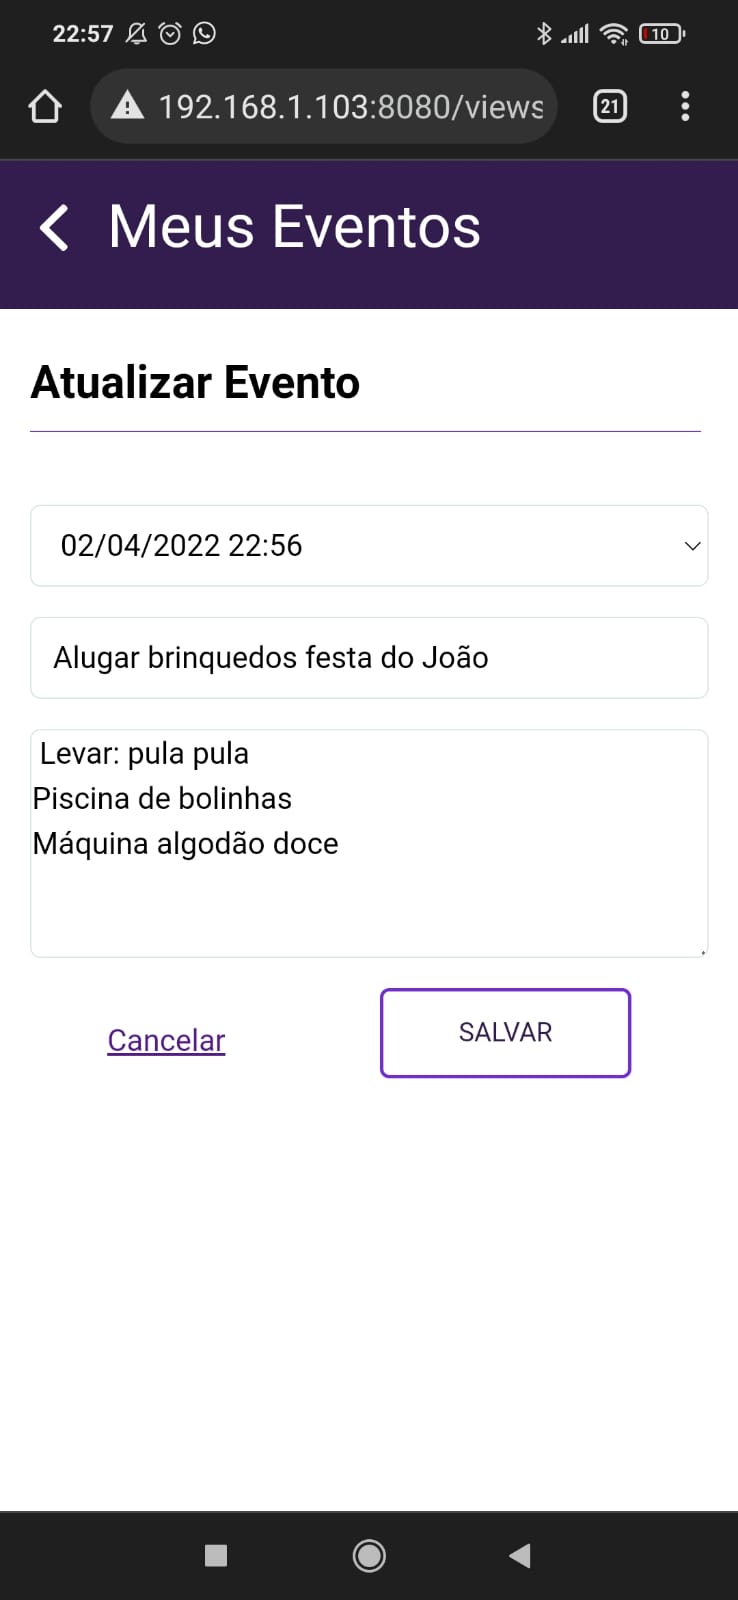 22:57
10
192.168.1.103:8080/views
21
Meus Eventos
Atualizar Evento
02/04/2022 22:56
Alugar brinquedos festa do João
Levar: pula pula
Piscina de bolinhas
Máquina algodão doce
Cancelar
SALVAR